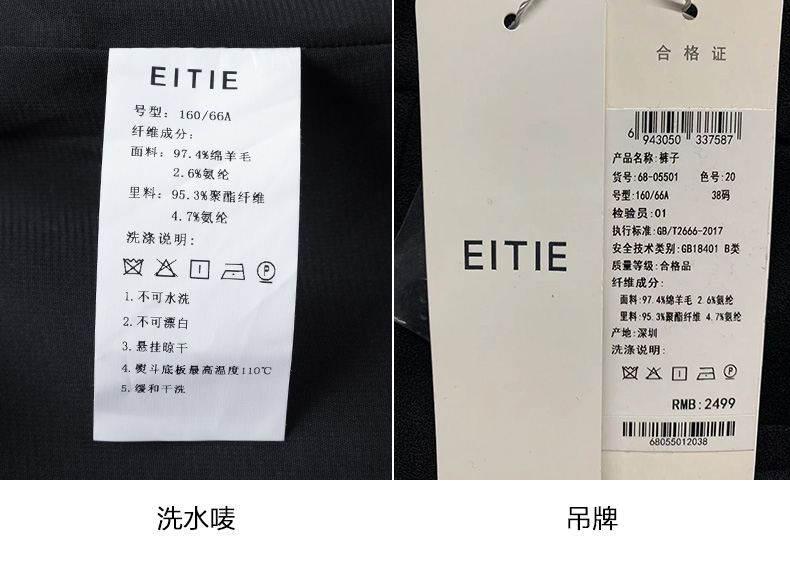 EITIE
号型: 160/66A
纤维成分:
面料: 97.4%绵羊毛
2.6%氨纶
里料: 95.3%聚酯纤维
4.7%氨纶
洗涤说明:
1.不可水洗
2.不可漂白
3.悬挂晾干
4.熨斗底板最高温度110℃
5.缓和干洗
洗水唛
EITIE
合格证
6 943050 337587
产品名称:裤子
货号:68-05501 色号:20
号型:160/66A 38码
检验员:01
执行标准:GB/T2666-2017
安全技术类别:GB18401 B类
质量等级:合格品
纤维成分:
面料:97.4%绵羊毛 2.6%氨纶
里料:95.3%聚酯纤维 4.7%氨纶
产地:深圳
洗涤说明:
P
RMB:2499
68055012038
吊牌